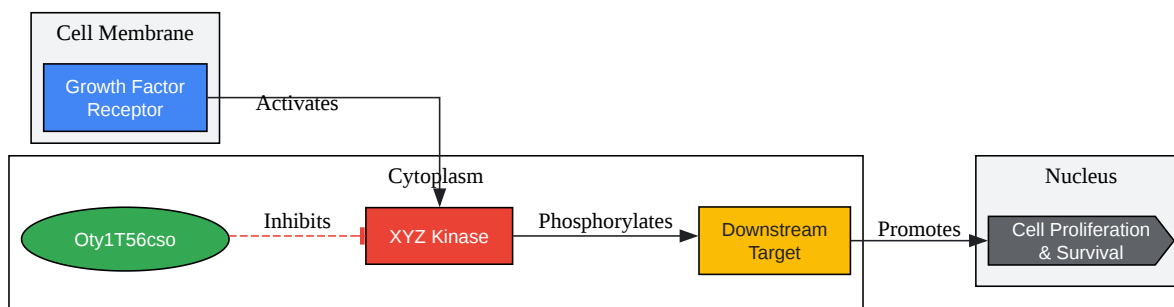 Cell Membrane
Growth Factor
Receptor
Activates
Cytoplasm
Nucleus
Oty1T56cso
Inhibits
XYZ Kinase
Phosphorylates
Downstream
Target
Promotes
Cell Proliferation
& Survival